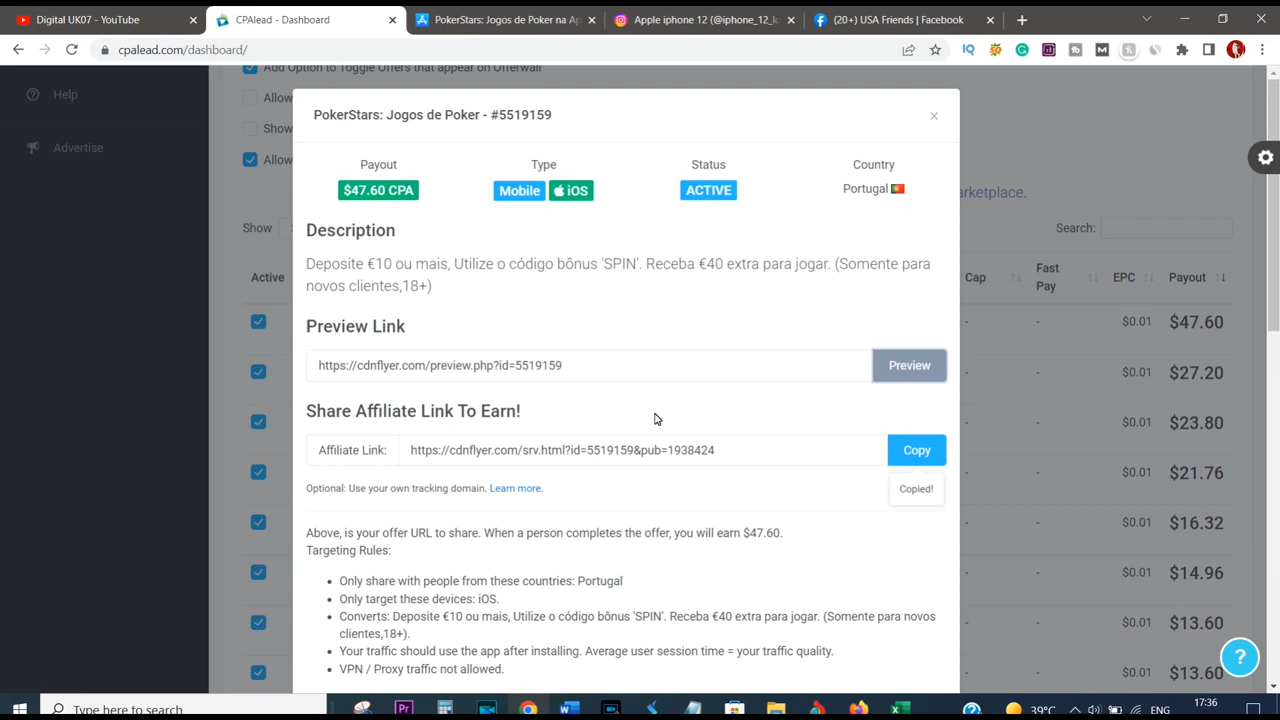 Digital UK07 - YouTube
CPAlead - Dashboard
PokerStars: Jogos de Poker na Ap
Apple iphone 12 (@iphone_12_lo
(20+) USA Friends | Facebook
cpalead.com/dashboard/
Help
Advertise
Add Option to Toggle Offers that appear on Offerwall
Allow
Show
Allow
arketplace.
PokerStars: Jogos de Poker - #5519159
Payout
Type
Status
Country
$47.60 CPA
Mobile
iOS
ACTIVE
Portugal
Description
Deposite €10 ou mais, Utilize o código bônus 'SPIN'. Receba €40 extra para jogar. (Somente para
novos clientes,18+)
Preview Link
https://cdnflyer.com/preview.php?id=5519159
Preview
Share Affiliate Link To Earn!
Affiliate Link:
https://cdnflyer.com/srv.html?id=5519159&pub=1938424
Copy
Copied!
Optional: Use your own tracking domain. Learn more.
Above, is your offer URL to share. When a person completes the offer, you will earn $47.60.
Targeting Rules:
Only share with people from these countries: Portugal
Only target these devices: iOS.
Converts: Deposite €10 ou mais, Utilize o código bônus 'SPIN'. Receba €40 extra para jogar. (Somente para novos
clientes,18+).
Your traffic should use the app after installing. Average user session time = your traffic quality.
VPN / Proxy traffic not allowed.
Show
Search:
Active
Cap
Fast
Pay
EPC
Payout
- - $0.01 $47.60
- - $0.01 $27.20
- - $0.01 $23.80
- - $0.01 $21.76
- - $0.01 $16.32
- - $0.01 $14.96
- - $0.01 $13.60
- - $0.01 $13.60
?
Type here to search
39°C
ENG
17:36